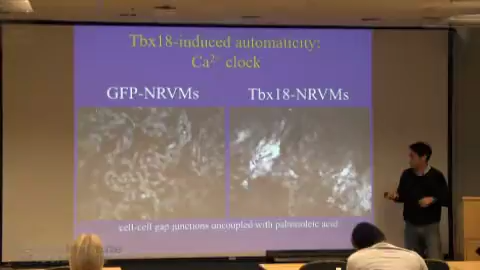 Tbx18-induced automaticity:
Ca2+ clock
GFP-NRVMs Tbx18-NRVMs
cell-cell gap junctions uncoupled with palmitoleic acid